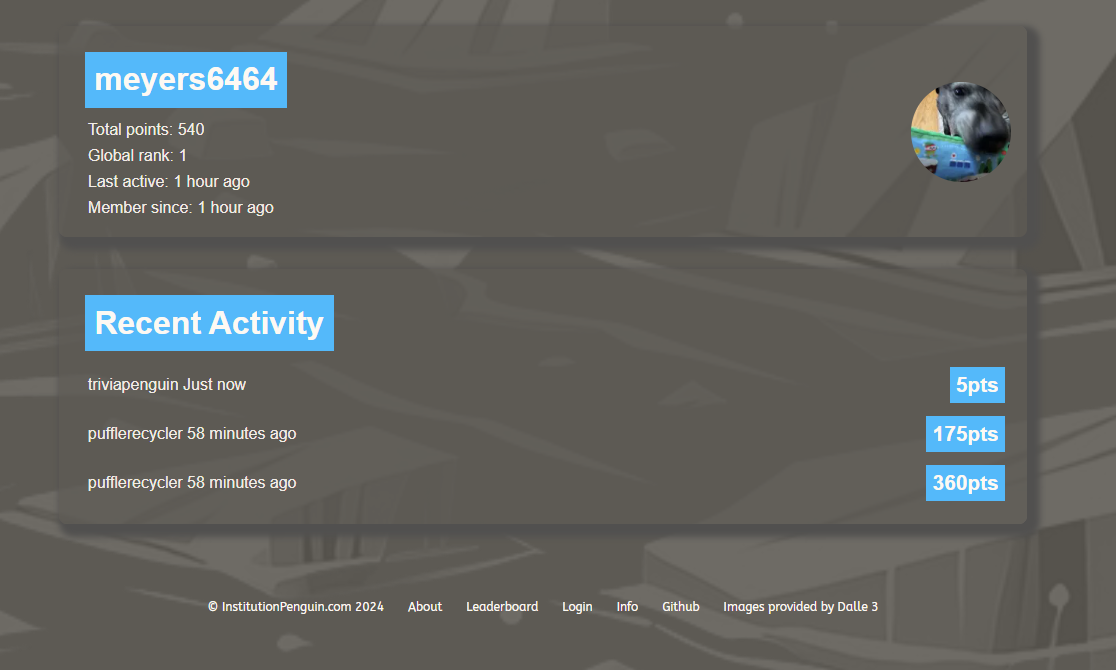 meyers6464
Total points: 540
Global rank: 1
Last active: 1 hour ago
Member since: 1 hour ago
Recent Activity
triviapenguin Just now 5pts
pufflerecycler 58 minutes ago 175pts
pufflerecycler 58 minutes ago 360pts
© InstitutionPenguin.com 2024 About Leaderboard Login Info Github Images provided by Dalle 3